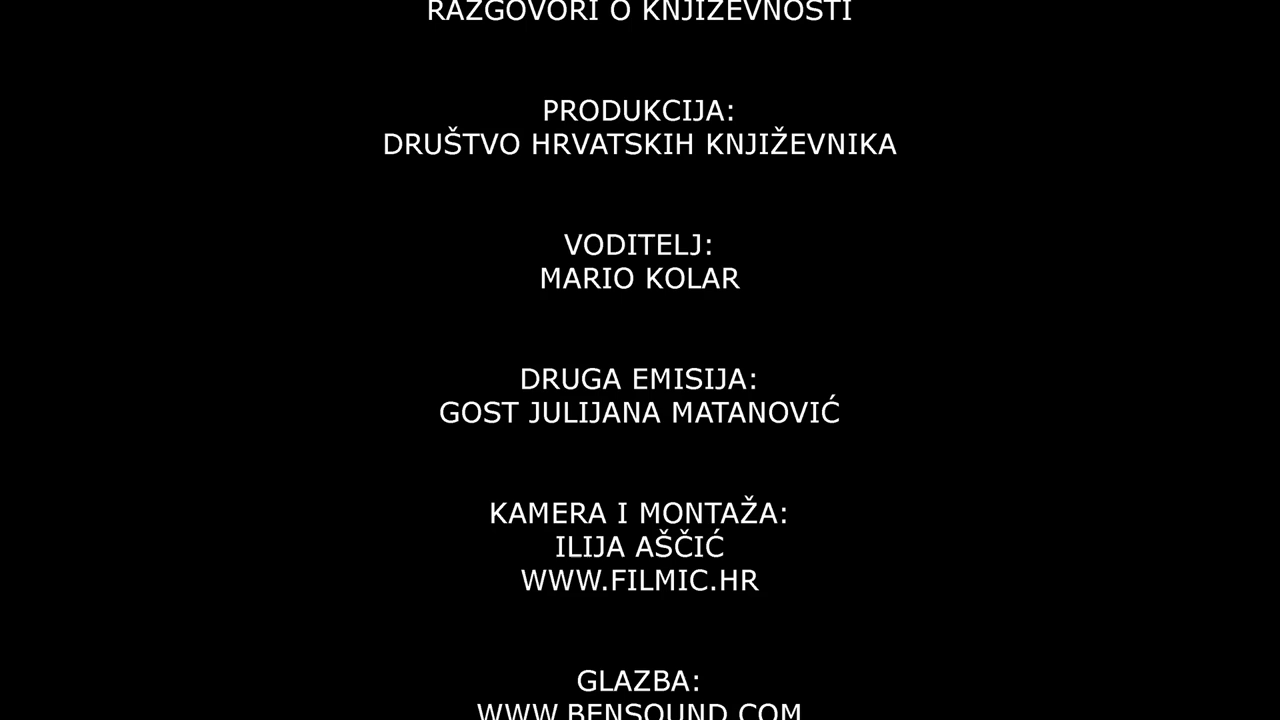 RAZGOVORI O KNJIŽEVNOSTI
PRODUKCIJA:
DRUŠTVO HRVATSKIH KNJIŽEVNIKA
VODITELJ:
MARIO KOLAR
DRUGA EMISIJA:
GOST JULIJANA MATANOVIĆ
KAMERA I MONTAŽA:
ILIJA AŠČIĆ
WWW.FILMIC.HR
GLAZBA:
WWW.BENSOUND.COM